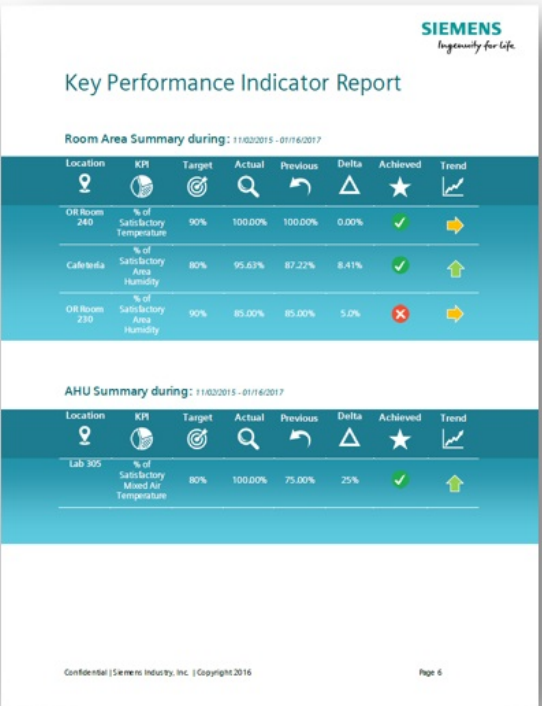 SIEMENS
Ingenuity for Life
Key Performance Indicator Report
Room Area Summary during: 11/02/2015 - 01/16/2017
Location KPI Target Actual Previous Delta Achieved Trend
OR Room 240 % of Satisfactory Temperature 90% 100.00% 100.00% 0.00%
Cafeteria % of Satisfactory Area Humidity 80% 95.63% 87.22% 8.41%
OR Room 230 % of Satisfactory Area Humidity 90% 85.00% 85.00% 5.0%
AHU Summary during: 11/02/2015 - 01/16/2017
Location KPI Target Actual Previous Delta Achieved Trend
Lab 305 % of Satisfactory Mixed Air Temperature 80% 100.00% 75.00% 25%
Confidential | Siemens Industry, Inc. | Copyright 2016 Page 6